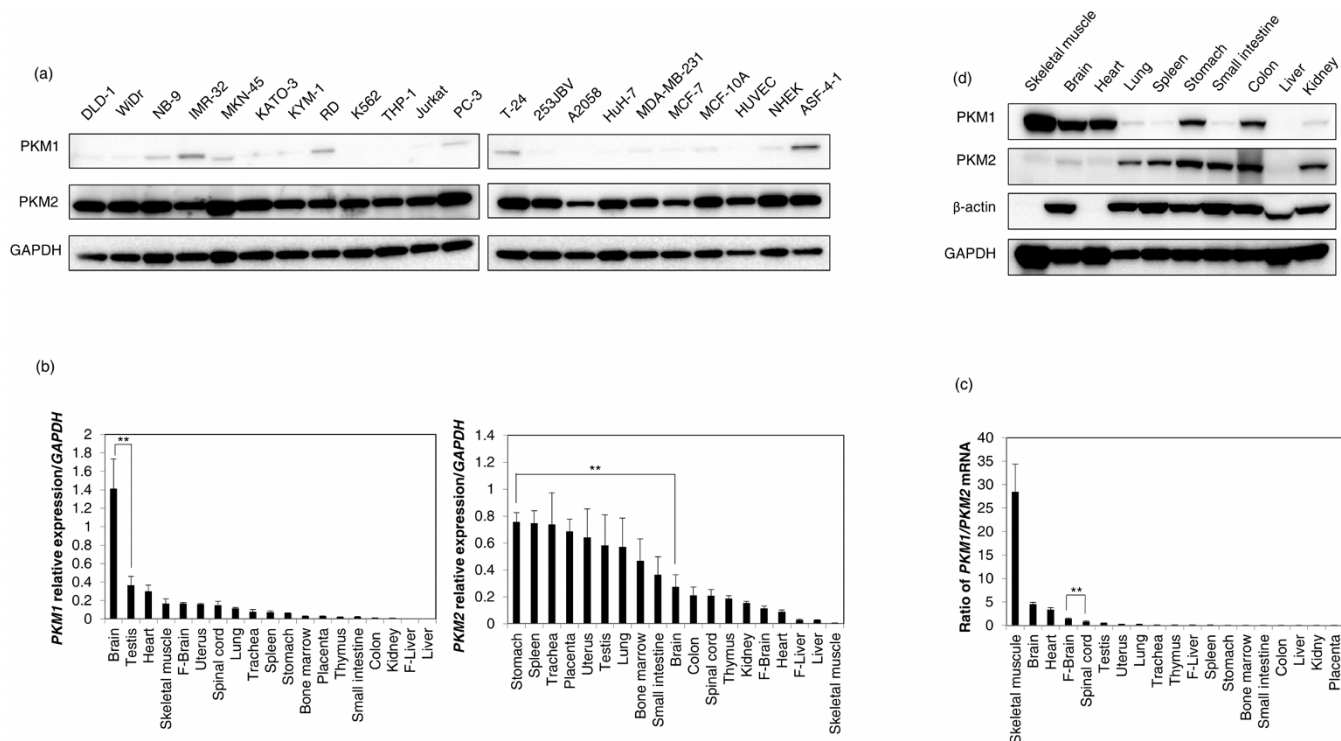 (a)
DLD-1
WiDr
NB-9
IMR-32
MKN-45
KATO-3
KYM-1
RD
K562
THP-1
Jurkat
PC-3
T-24
253JBV
A2058
HuH-7
MDA-MB-231
MCF-7
MCF-10A
HUVEC
NHEK
ASF-4-1
PKM1
PKM2
GAPDH
(d)
Skeletal muscle
Brain
Heart
Lung
Spleen
Stomach
Small intestine
Colon
Liver
Kidney
PKM1
PKM2
β-actin
GAPDH
(b)
PKM1 relative expression/GAPDH
2
1.8
1.6
1.4
1.2
1
0.8
0.6
0.4
0.2
0
**
Brain
Testis
Heart
Skeletal muscle
F-Brain
Uterus
Spinal cord
Lung
Trachea
Spleen
Stomach
Bone marrow
Placenta
Thymus
Small intestine
Colon
Kidney
F-Liver
Liver
PKM2 relative expression/GAPDH
1.4
1.2
1
0.8
0.6
0.4
0.2
0
**
Stomach
Spleen
Trachea
Placenta
Uterus
Testis
Lung
Bone marrow
Small intestine
Brain
Colon
Spinal cord
Thymus
Kidney
F-Brain
Heart
F-Liver
Liver
Skeletal muscle
(c)
Ratio of PKM1/PKM2 mRNA
40
35
30
25
20
15
10
5
0
**
Skeletal muscule
Brain
Heart
F-Brain
Spinal cord
Testis
Uterus
Lung
Trachea
Thymus
F-Liver
Spleen
Stomach
Bone marrow
Small intestine
Colon
Liver
Kidny
Placenta